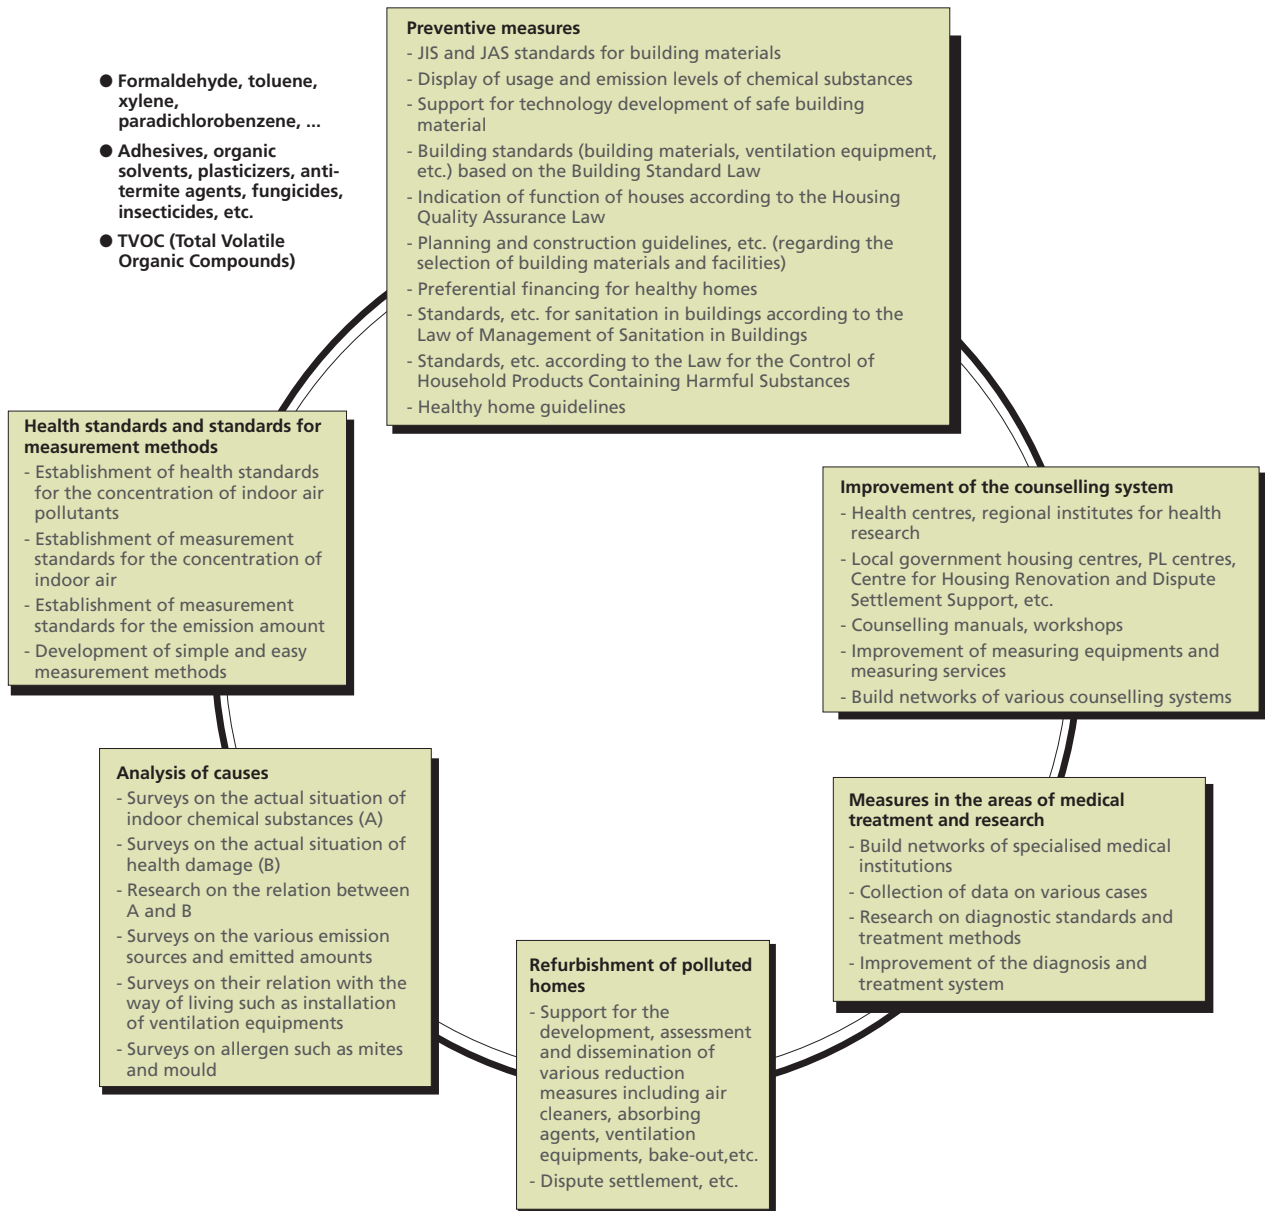 Preventive measures
- JIS and JAS standards for building materials
- Display of usage and emission levels of chemical substances
- Support for technology development of safe building
material
- Building standards (building materials, ventilation equipment,
etc.) based on the Building Standard Law
- Indication of function of houses according to the Housing
Quality Assurance Law
- Planning and construction guidelines, etc. (regarding the
selection of building materials and facilities)
- Preferential financing for healthy homes
- Standards, etc. for sanitation in buildings according to the
Law of Management of Sanitation in Buildings
- Standards, etc. according to the Law for the Control of
Household Products Containing Harmful Substances
- Healthy home guidelines
● Formaldehyde, toluene,
xylene,
paradichlorobenzene, ...
● Adhesives, organic
solvents, plasticizers, anti-
termite agents, fungicides,
insecticides, etc.
● TVOC (Total Volatile
Organic Compounds)
Health standards and standards for
measurement methods
- Establishment of health standards
for the concentration of indoor air
pollutants
- Establishment of measurement
standards for the concentration of
indoor air
- Establishment of measurement
standards for the emission amount
- Development of simple and easy
measurement methods
Improvement of the counselling system
- Health centres, regional institutes for health
research
- Local government housing centres, PL centres,
Centre for Housing Renovation and Dispute
Settlement Support, etc.
- Counselling manuals, workshops
- Improvement of measuring equipments and
measuring services
- Build networks of various counselling systems
Analysis of causes
- Surveys on the actual situation of
indoor chemical substances (A)
- Surveys on the actual situation of
health damage (B)
- Research on the relation between
A and B
- Surveys on the various emission
sources and emitted amounts
- Surveys on their relation with the
way of living such as installation
of ventilation equipments
- Surveys on allergen such as mites
and mould
Measures in the areas of medical
treatment and research
- Build networks of specialised medical
institutions
- Collection of data on various cases
- Research on diagnostic standards and
treatment methods
- Improvement of the diagnosis and
treatment system
Refurbishment of polluted
homes
- Support for the
development, assessment
and dissemination of
various reduction
measures including air
cleaners, absorbing
agents, ventilation
equipments, bake-out,etc.
- Dispute settlement, etc.